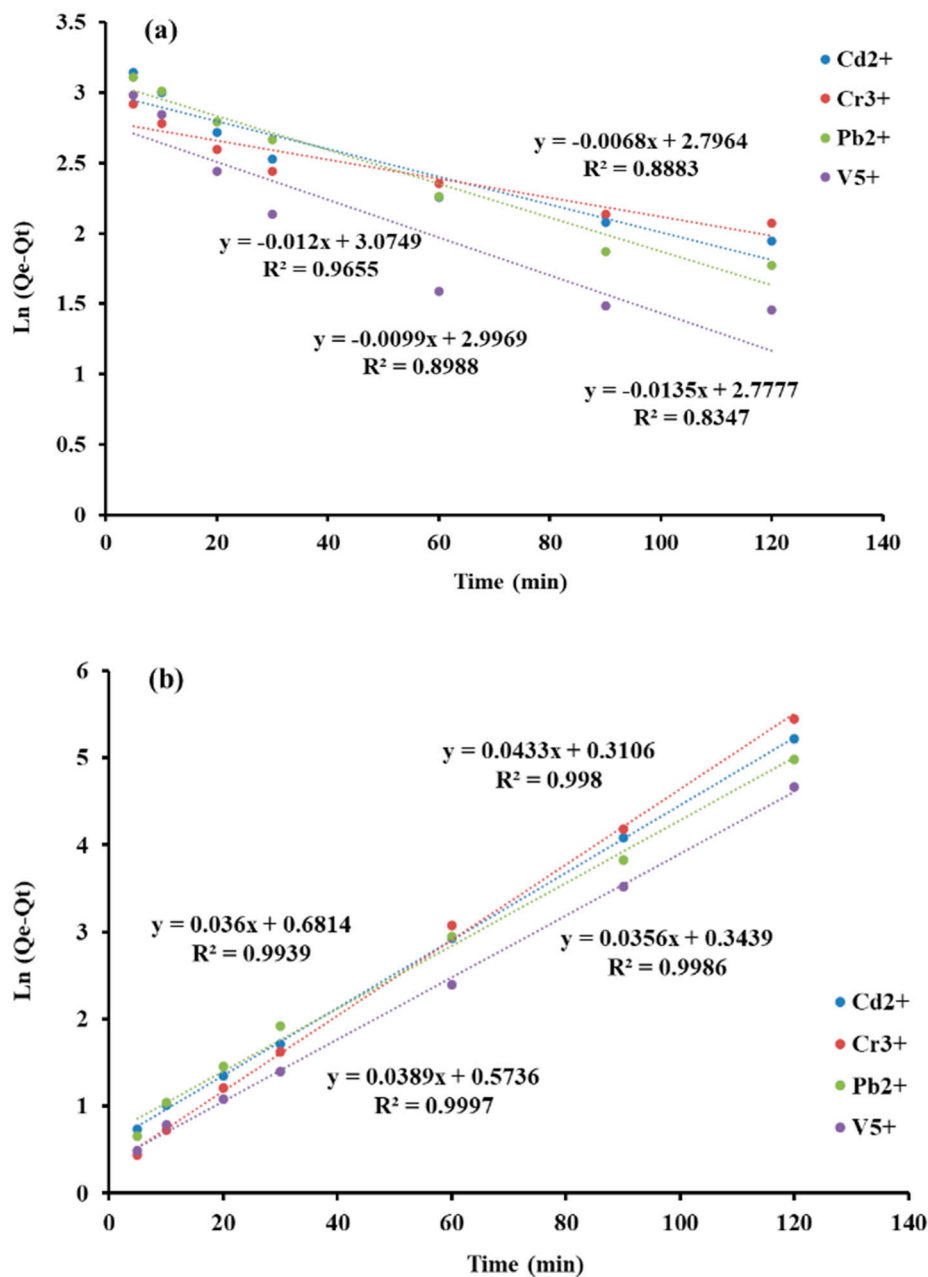 (a)
3.5
3
2.5
2
1.5
1
0.5
0
Ln (Qe-Qt)
Cd2+
Cr3+
Pb2+
V5+
y = -0.0068x + 2.7964
R² = 0.8883
y = -0.012x + 3.0749
R² = 0.9655
y = -0.0099x + 2.9969
R² = 0.8988
y = -0.0135x + 2.7777
R² = 0.8347
0 20 40 60 80 100 120 140
Time (min)
(b)
6
5
4
3
2
1
0
Ln (Qe-Qt)
y = 0.0433x + 0.3106
R² = 0.998
y = 0.036x + 0.6814
R² = 0.9939
y = 0.0356x + 0.3439
R² = 0.9986
y = 0.0389x + 0.5736
R² = 0.9997
Cd2+
Cr3+
Pb2+
V5+
0 20 40 60 80 100 120 140
Time (min)